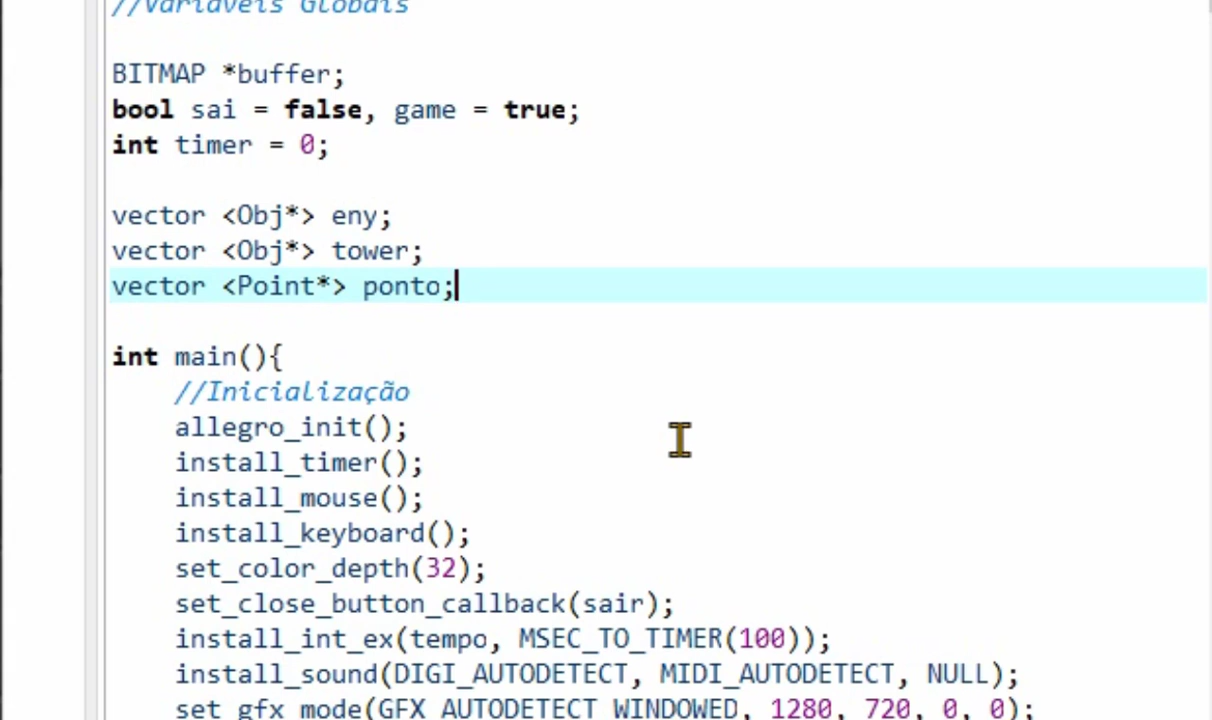 //Variáveis Globais
BITMAP *buffer;
bool sai = false, game = true;
int timer = 0;
vector <Obj*> eny;
vector <Obj*> tower;
vector <Point*> ponto;
int main(){
//Inicialização
allegro_init();
install_timer();
install_mouse();
install_keyboard();
set_color_depth(32);
set_close_button_callback(sair);
install_int_ex(tempo, MSEC_TO_TIMER(100));
install_sound(DIGI_AUTODETECT, MIDI_AUTODETECT, NULL);
set_gfx_mode(GFX_AUTODETECT_WINDOWED, 1280, 720, 0, 0);